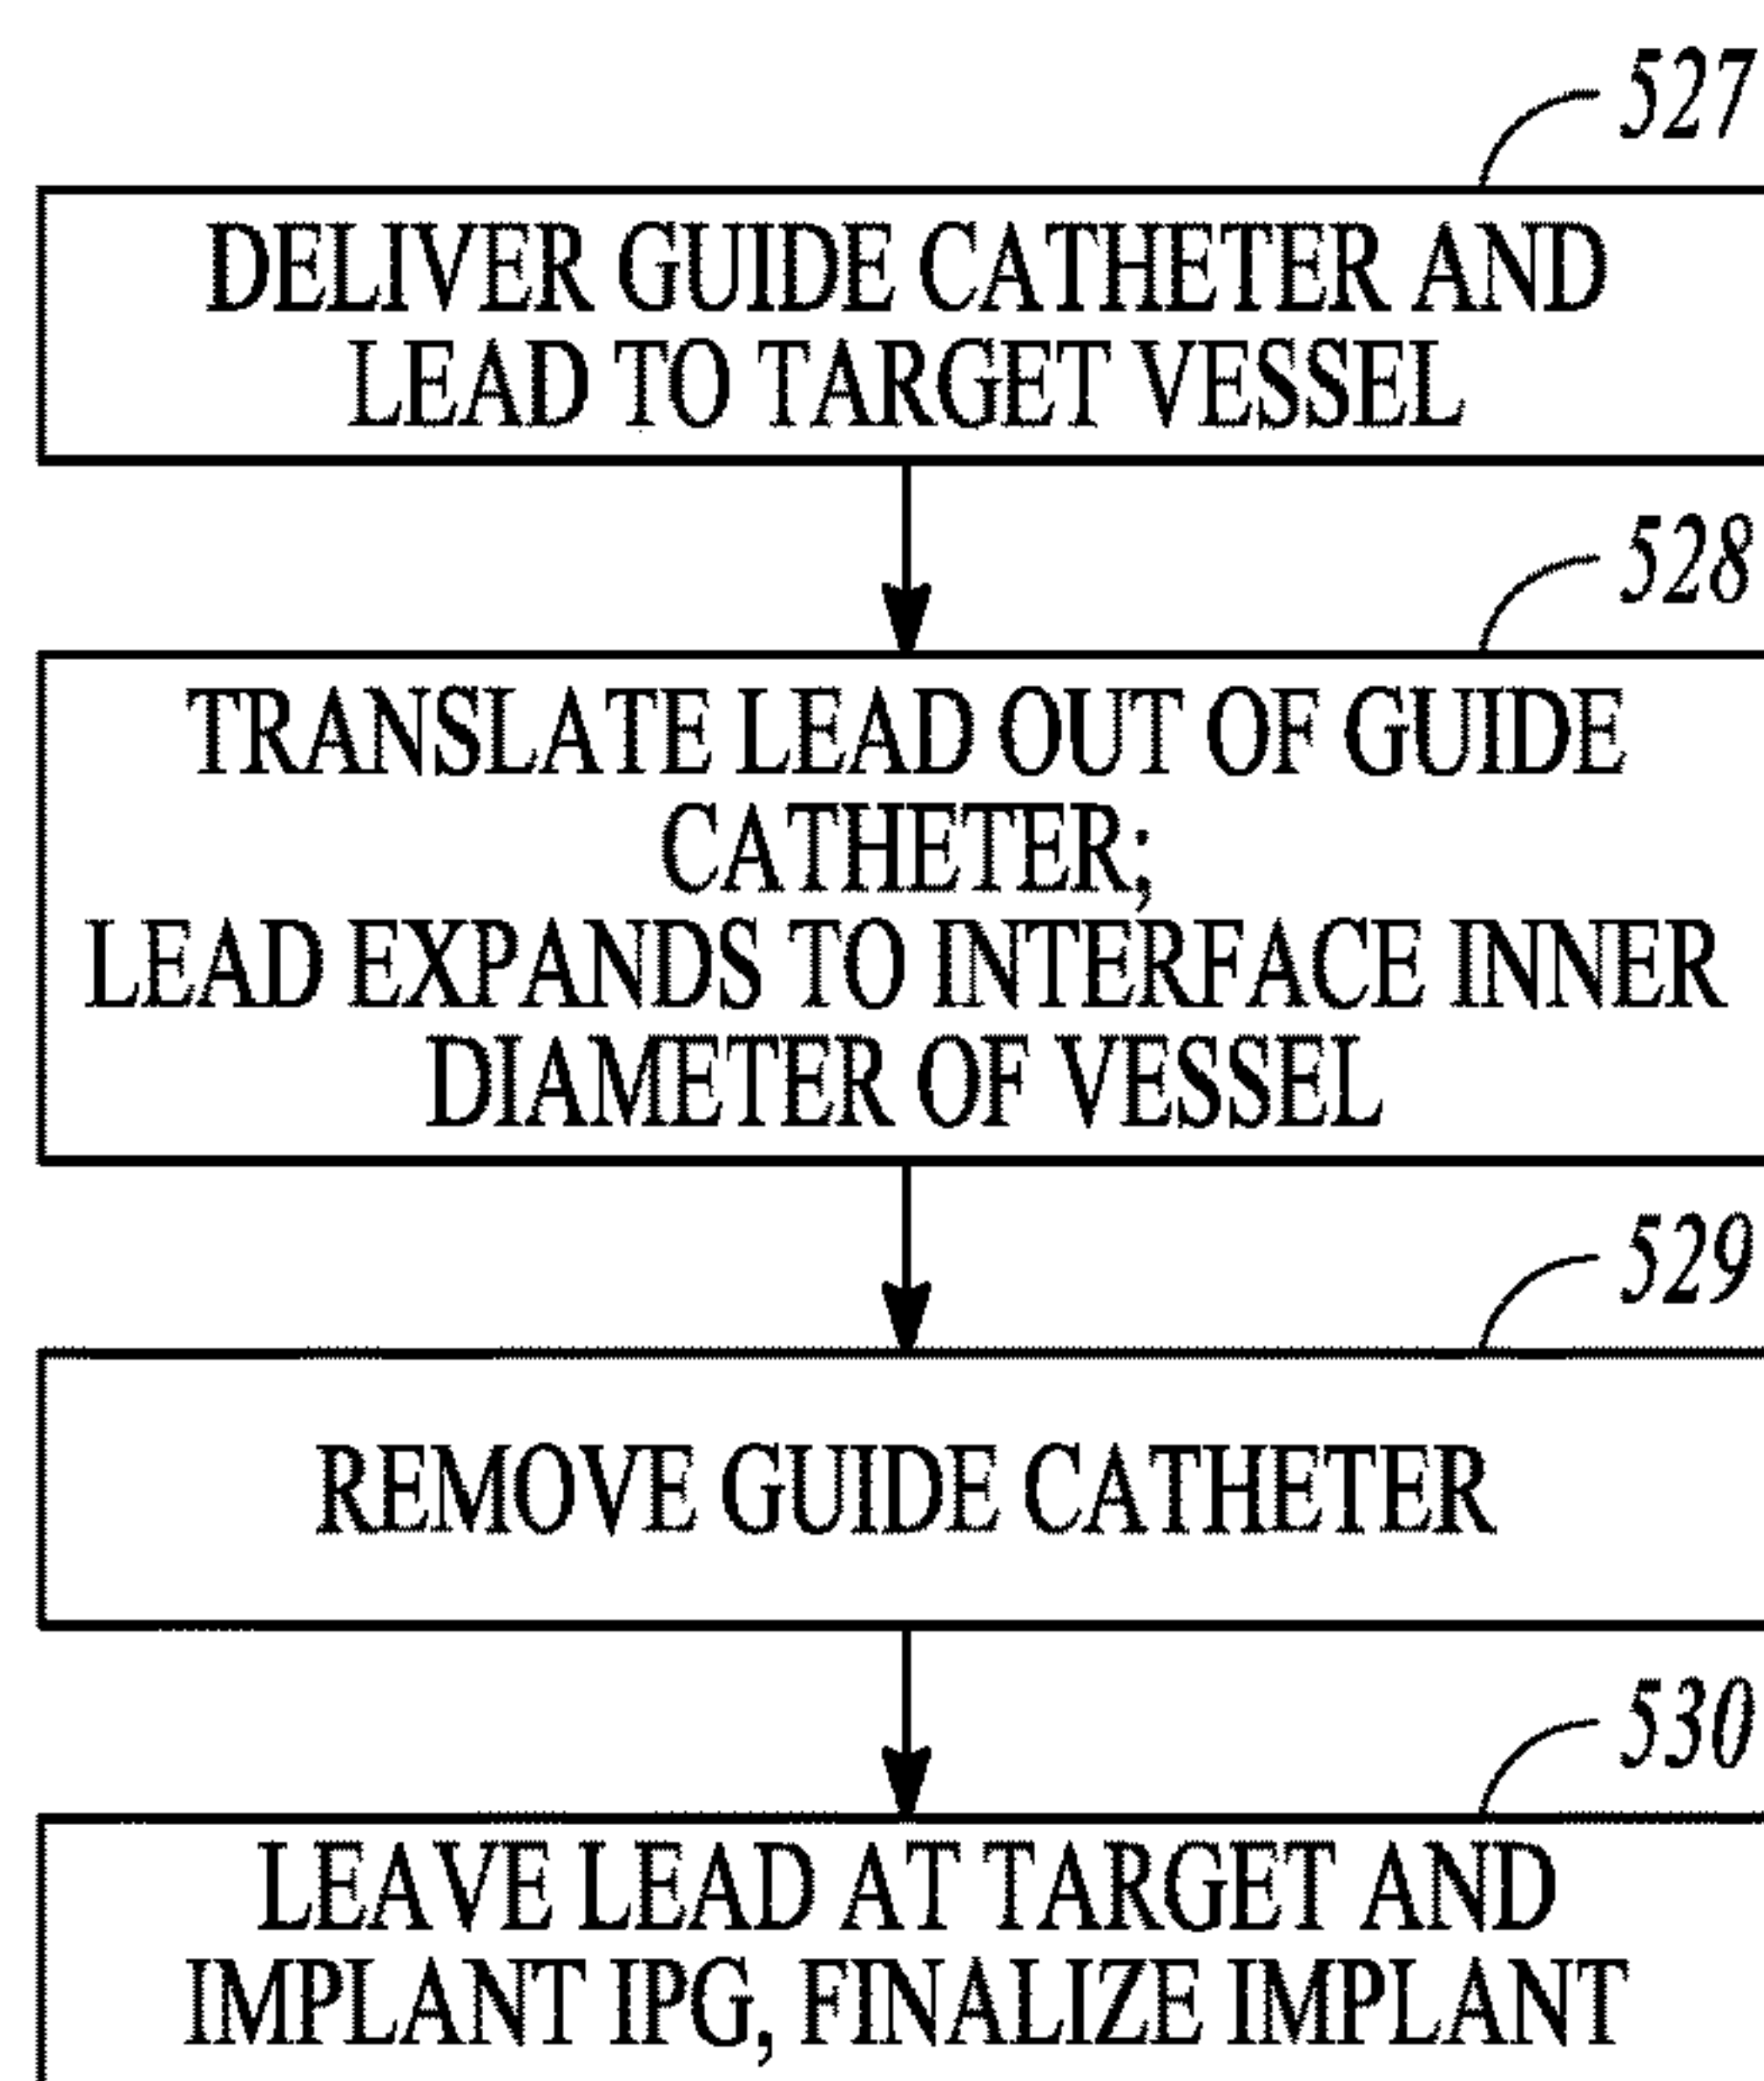 527
DELIVER GUIDE CATHETER AND
LEAD TO TARGET VESSEL
528
TRANSLATE LEAD OUT OF GUIDE
CATHETER;
LEAD EXPANDS TO INTERFACE INNER
DIAMETER OF VESSEL
529
REMOVE GUIDE CATHETER
530
LEAVE LEAD AT TARGET AND
IMPLANT IPG, FINALIZE IMPLANT